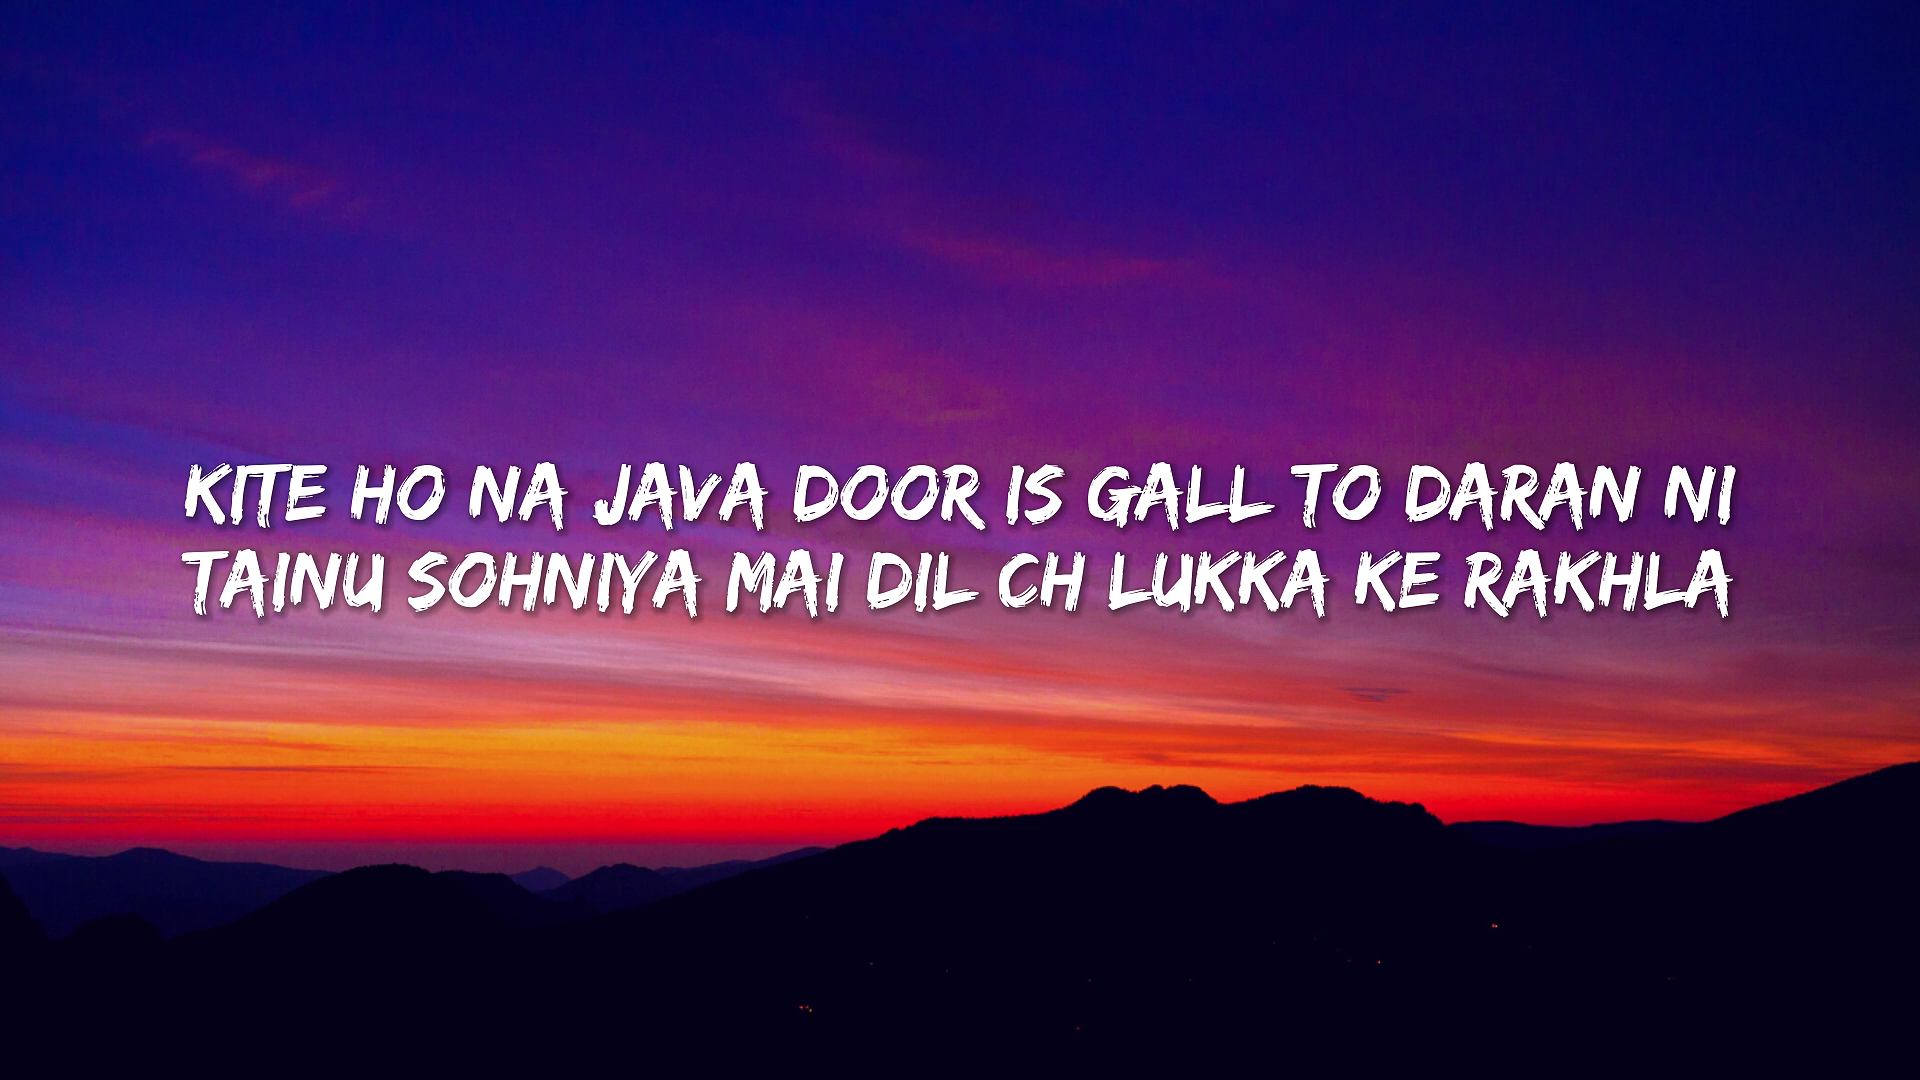 KITE HO NA JAVA DOOR IS GALL TO DARAN NI
TAINU SOHNIYA MAI DIL CH LUKKA KE RAKHLA